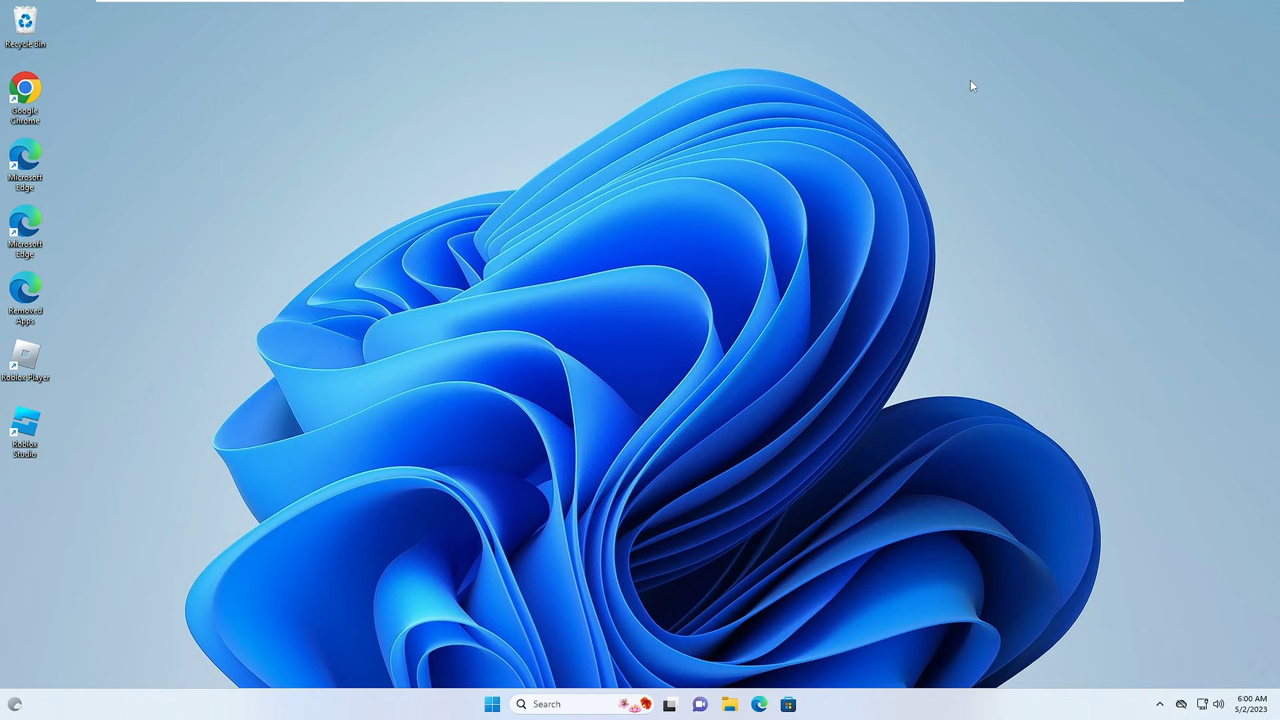 Recycle Bin
Google
Chrome
Microsoft
Edge
Microsoft
Edge
Removed
Apps
Roblox Player
Roblox
Studio
Search
6:00 AM
5/2/2023